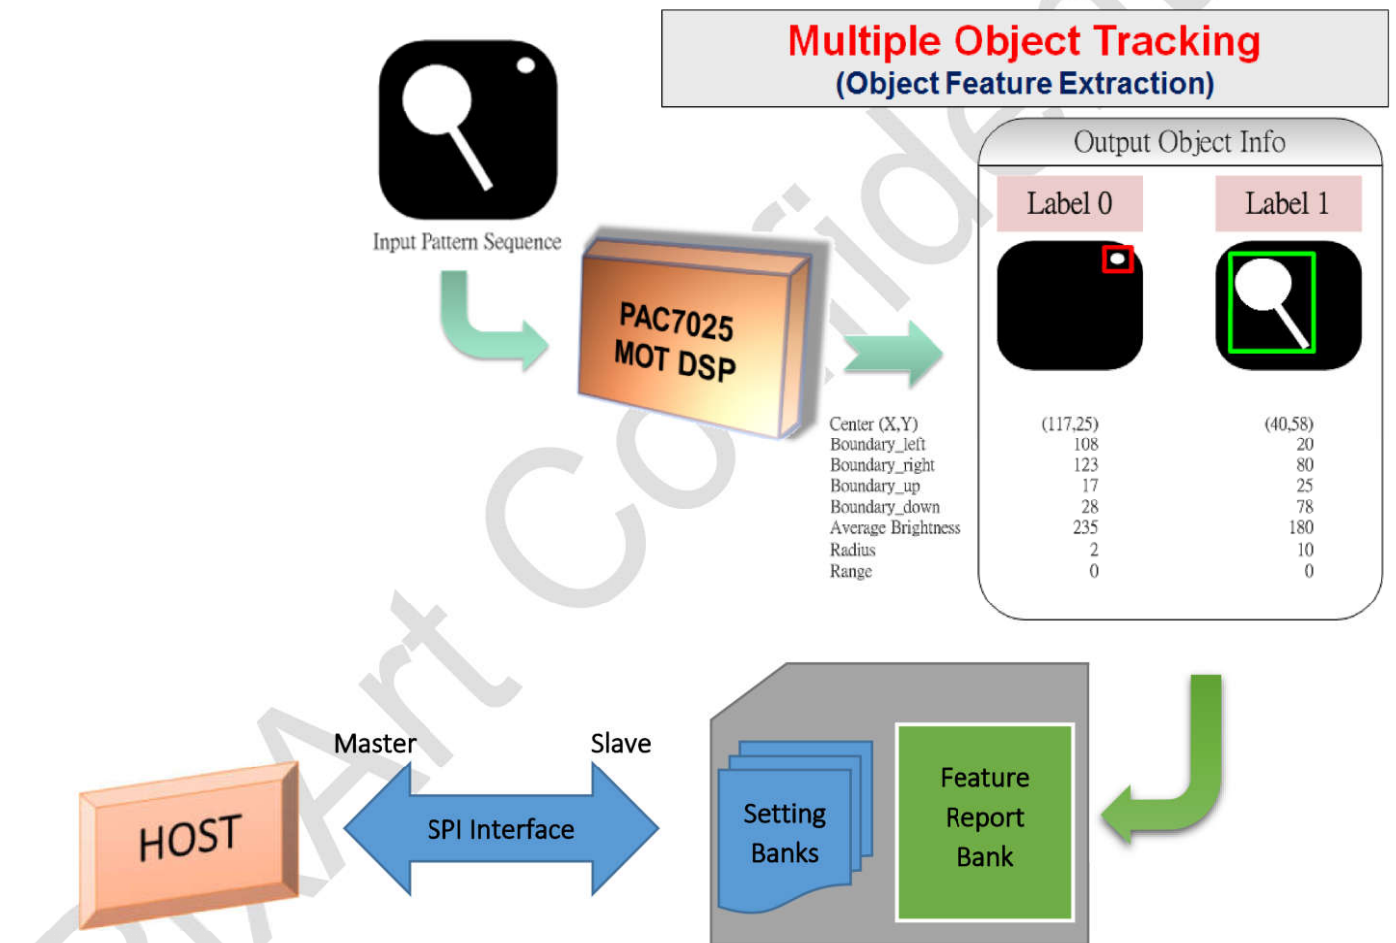 Multiple Object Tracking
(Object Feature Extraction)
Input Pattern Sequence
PAC7025
MOT DSP
Output Object Info
Label 0 Label 1
Center (X,Y) (117,25) (40,58)
Boundary_left 108 20
Boundary_right 123 80
Boundary_up 17 25
Boundary_down 28 78
Average Brightness 235 180
Radius 2 10
Range 0 0
Master Slave
HOST
SPI Interface
Setting
Banks
Feature
Report
Bank